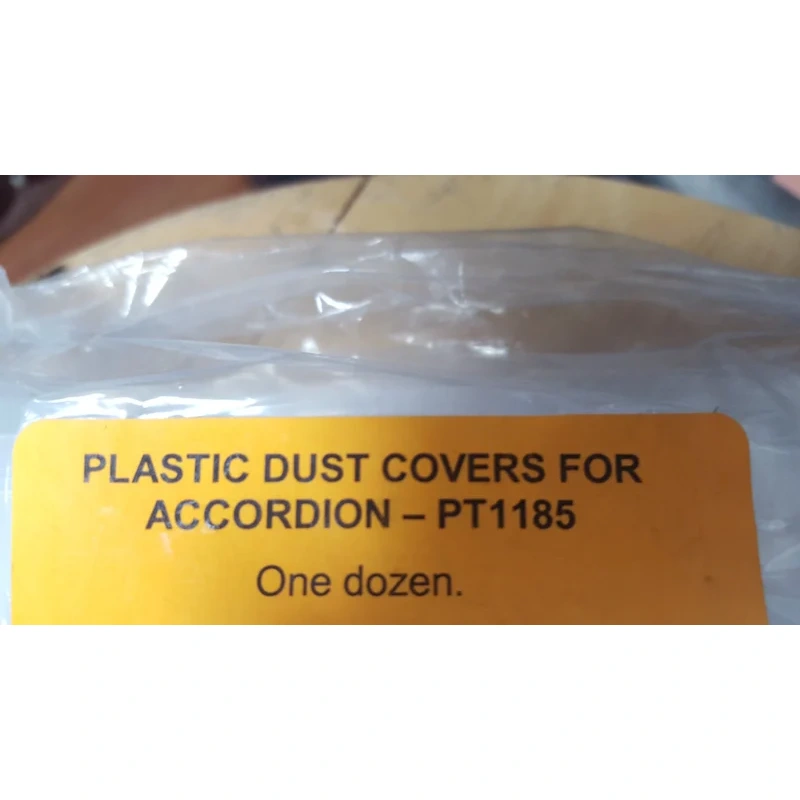 PLASTIC DUST COVERS FOR
ACCORDION – PT1185
One dozen.